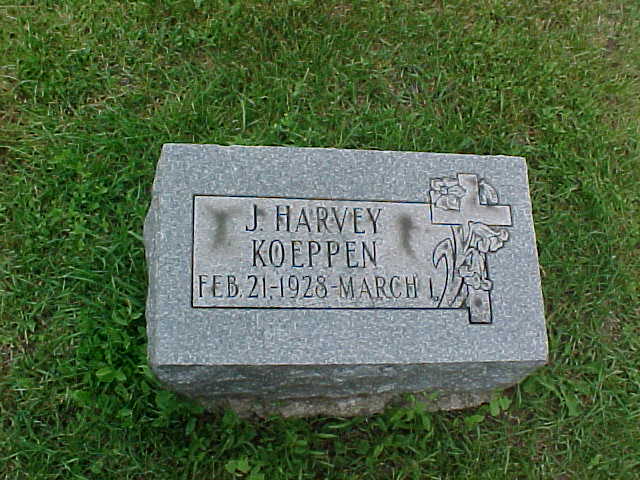 J. HARVEY
KOEPPEN
FEB. 21,-1928-MARCH 1,